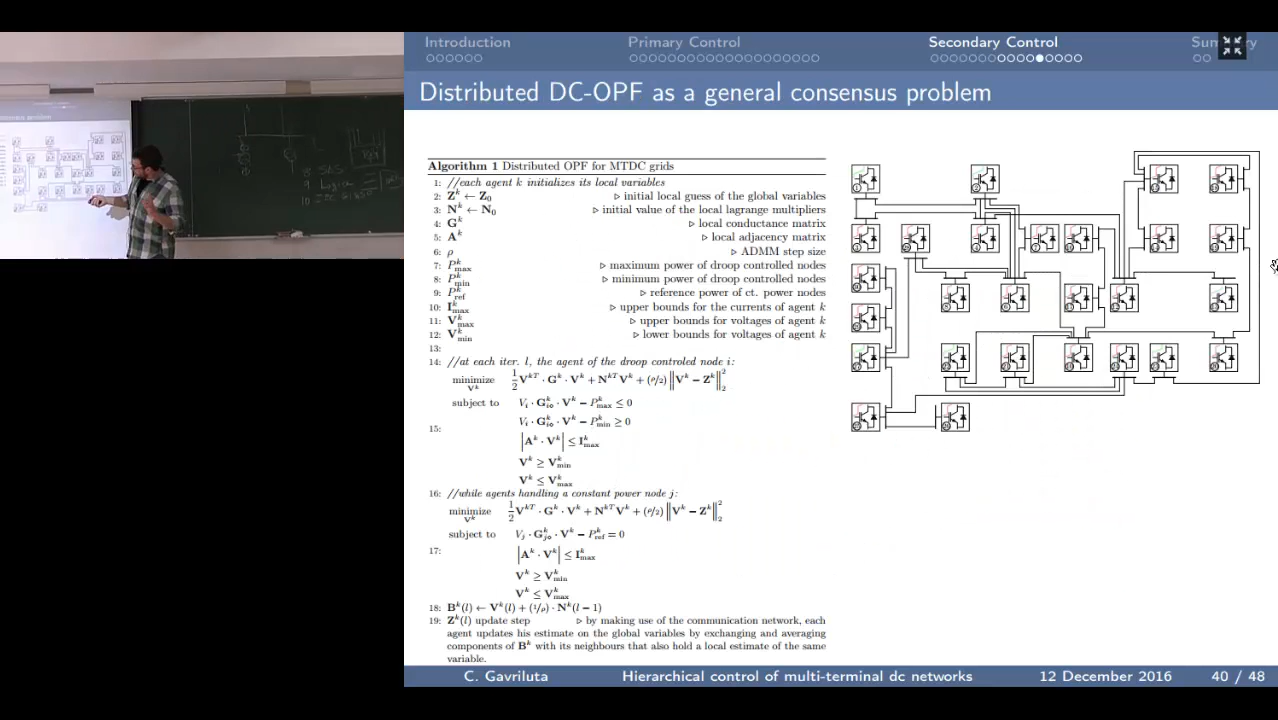 Introduction
Primary Control
Secondary Control
Distributed DC-OPF as a general consensus problem
Algorithm 1 Distributed OPF for MTDC grids
1: //each agent k initializes its local variables
2: Z^k ← Z_0 ▷ initial local guess of the global variables
3: N^k ← N_0 ▷ initial value of the local lagrange multipliers
4: G^k ▷ local conductance matrix
5: A^k ▷ local adjacency matrix
6: ρ ▷ ADMM step size
7: P^k_max ▷ maximum power of droop controlled nodes
8: P^k_min ▷ minimum power of droop controlled nodes
9: P^k_ref ▷ reference power of ct. power nodes
10: I^k_max ▷ upper bounds for the currents of agent k
11: V^k_max ▷ upper bounds for voltages of agent k
12: V^k_min ▷ lower bounds for voltages of agent k
13:
14: //at each iter. l, the agent of the droop controled node i:
minimize V^k 1/2 V^kT · G^k · V^k + N^kT V^k + (ρ/2) ‖V^k − Z^k‖^2_2
subject to V_i · G^k_io · V^k − P^k_max ≤ 0
V_i · G^k_io · V^k − P^k_min ≥ 0
15:
|A^k · V^k| ≤ I^k_max
V^k ≥ V^k_min
V^k ≤ V^k_max
16: //while agents handling a constant power node j:
minimize V^k 1/2 V^kT · G^k · V^k + N^kT V^k + (ρ/2) ‖V^k − Z^k‖^2_2
subject to V_j · G^k_jo · V^k − P^k_ref = 0
17:
|A^k · V^k| ≤ I^k_max
V^k ≥ V^k_min
V^k ≤ V^k_max
18: B^k(l) ← V^k(l) + (1/ρ) · N^k(l − 1)
19: Z^k(l) update step ▷ by making use of the communication network, each
agent updates his estimate on the global variables by exchanging and averaging
components of B^k with its neighbours that also hold a local estimate of the same
variable.
C. Gavriluta
Hierarchical control of multi-terminal dc networks
12 December 2016
40 / 48